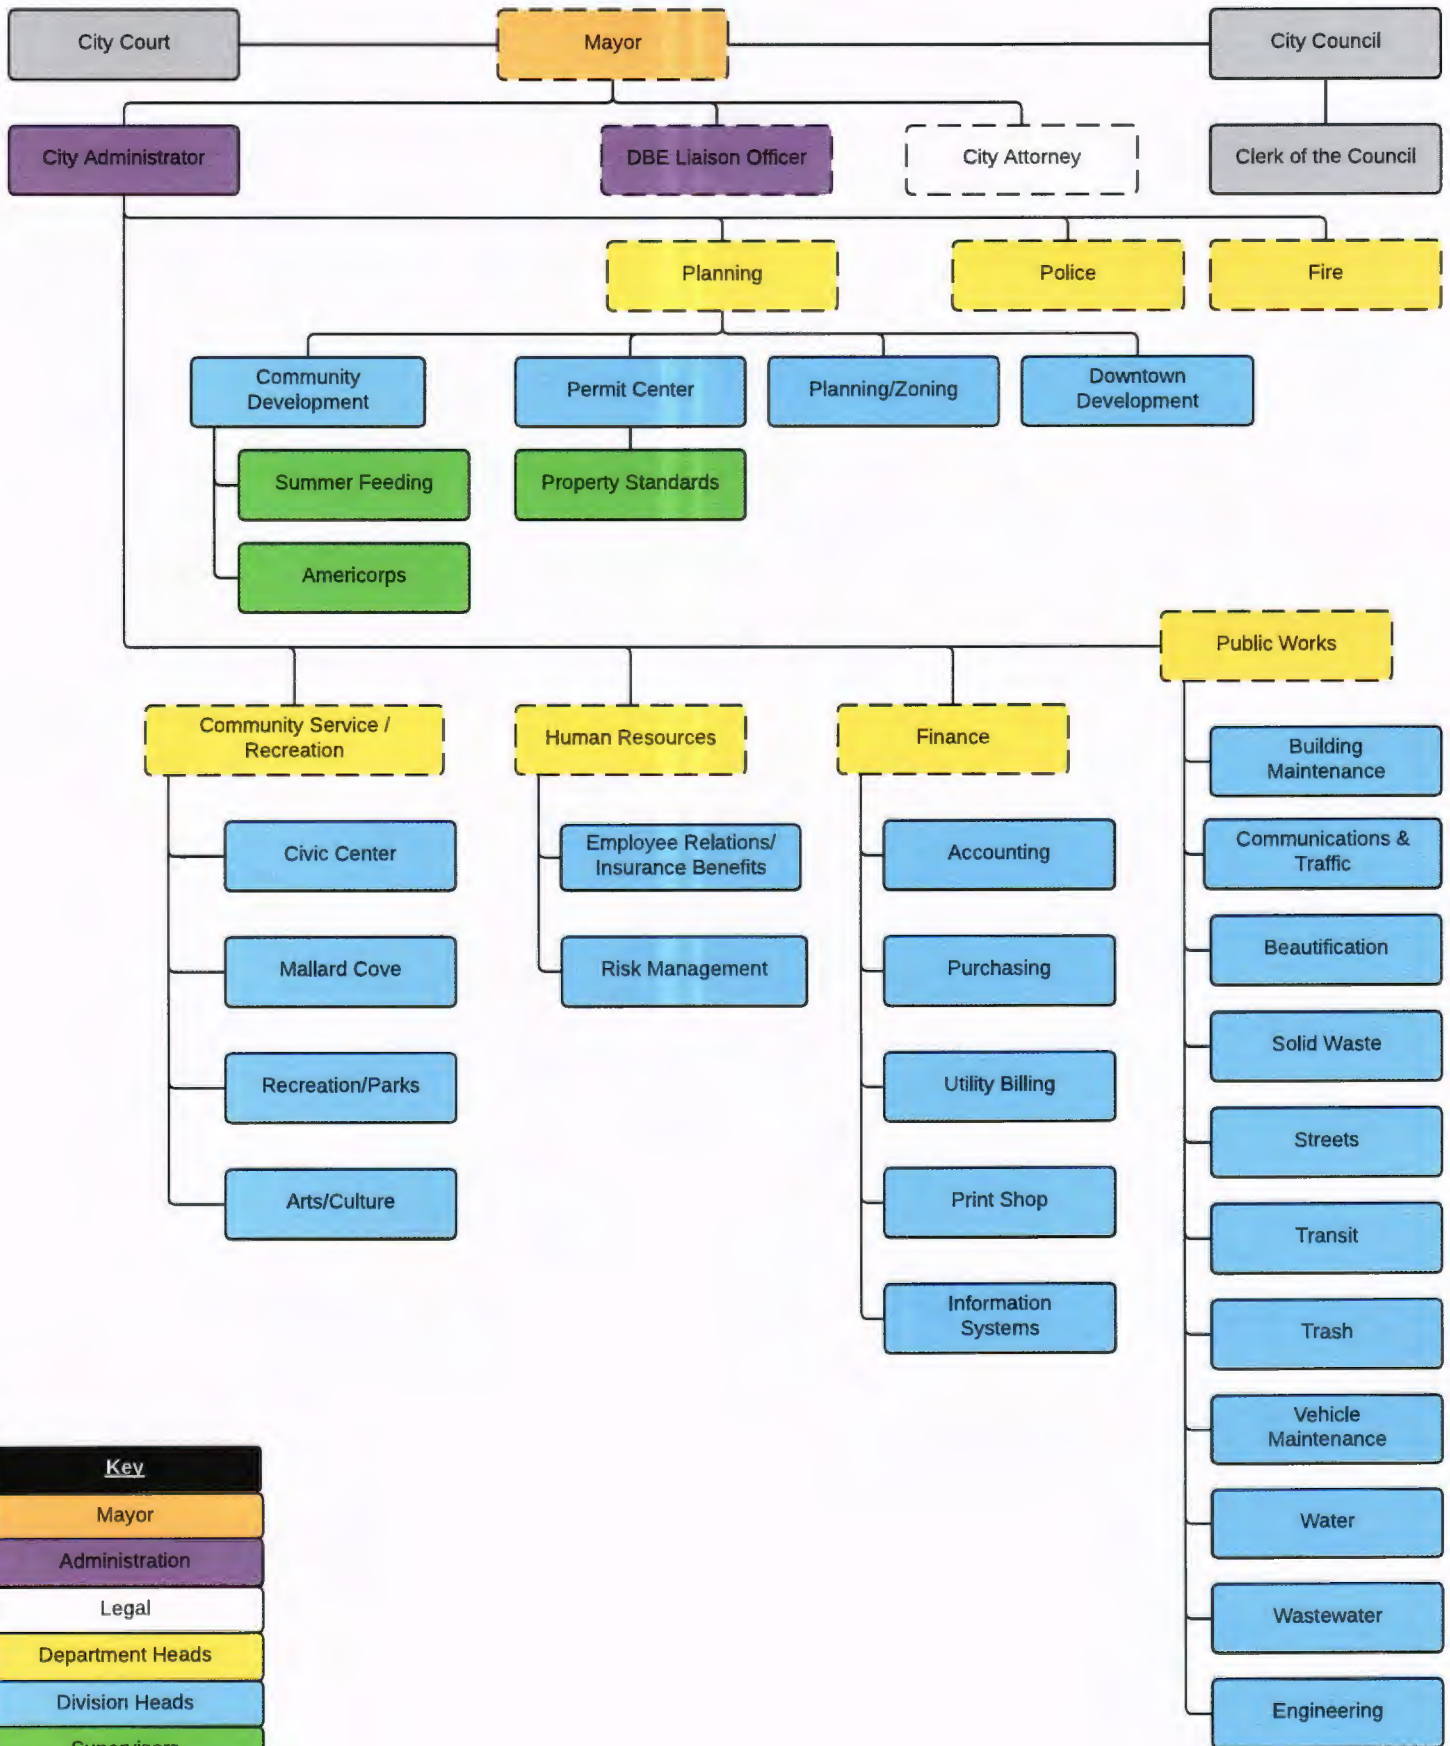 City Court
Mayor
City Council
City Administrator
DBE Liaison Officer
City Attorney
Clerk of the Council
Planning
Police
Fire
Community
Development
Permit Center
Planning/Zoning
Downtown
Development
Summer Feeding
Property Standards
Americorps
Public Works
Community Service /
Recreation
Human Resources
Finance
Building
Maintenance
Civic Center
Employee Relations/
Insurance Benefits
Accounting
Communications &
Traffic
Mallard Cove
Risk Management
Purchasing
Beautification
Recreation/Parks
Utility Billing
Solid Waste
Arts/Culture
Print Shop
Streets
Information
Systems
Transit
Trash
Vehicle
Maintenance
Water
Wastewater
Engineering
Key
Mayor
Administration
Legal
Department Heads
Division Heads
Supervisors